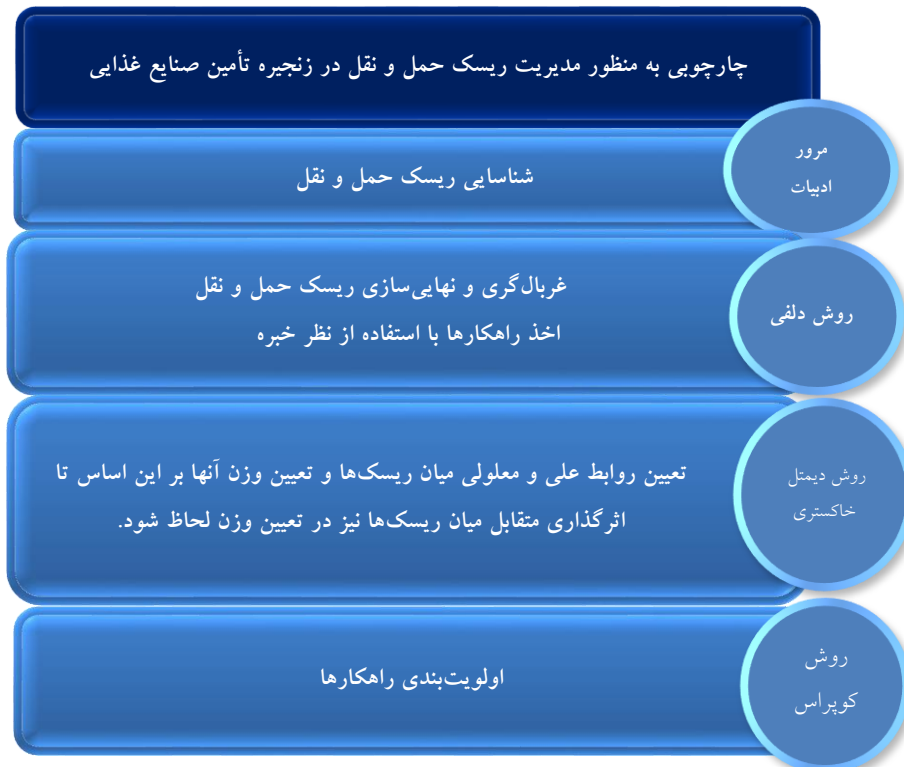 چارچوبی به منظور مدیریت ریسک حمل و نقل در زنجیره تأمین صنایع غذایی
مرور
ادبیات
شناسایی ریسک حمل و نقل
روش دلفی
غربال‌گری و نهایی‌سازی ریسک حمل و نقل
اخذ راهکارها با استفاده از نظر خبره
روش دیمتل
خاکستری
تعیین روابط علی و معلولی میان ریسک‌ها و تعیین وزن آنها بر این اساس تا
اثرگذاری متقابل میان ریسک‌ها نیز در تعیین وزن لحاظ شود.
روش
کوپراس
اولویت‌بندی راهکارها